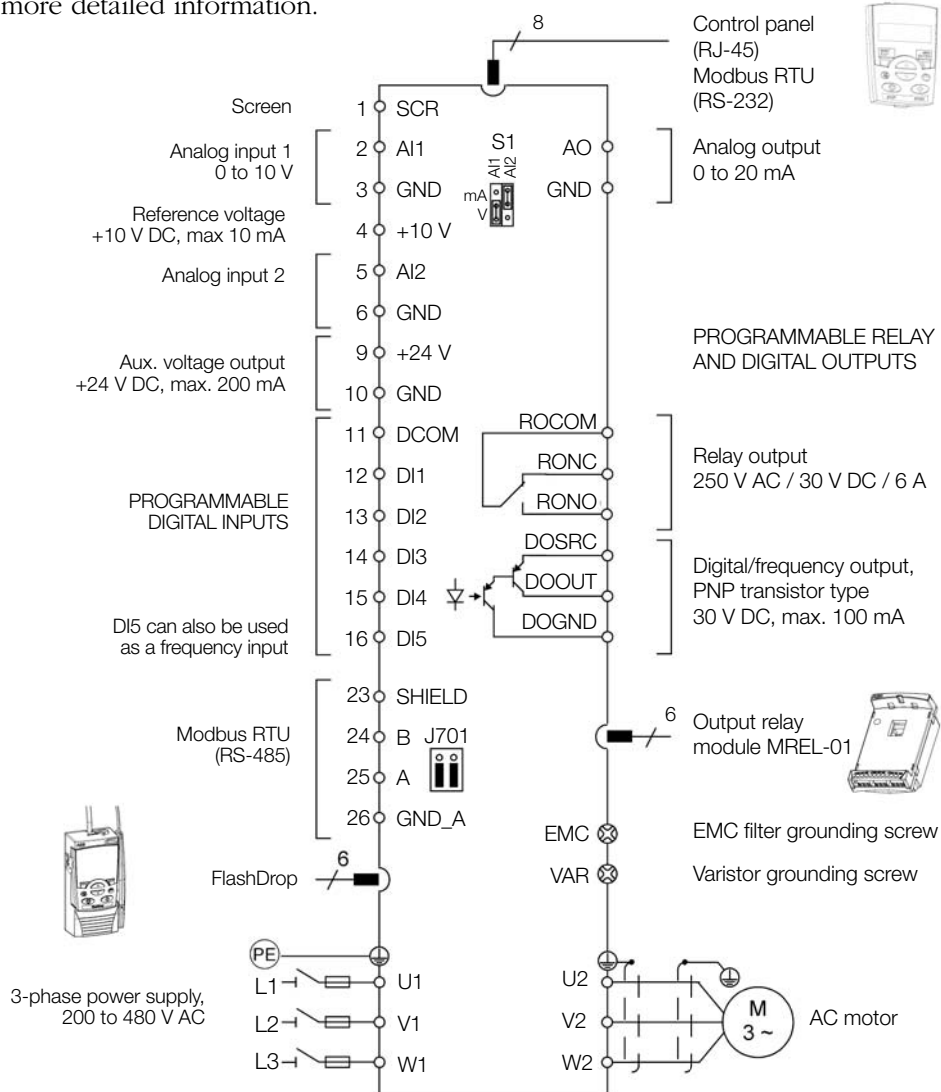 more detailed information.
8
Control panel
(RJ-45)
Modbus RTU
(RS-232)
Screen
1 SCR
Analog input 1
0 to 10 V
2 AI1
3 GND
S1
AI1
AI2
mA
V
AO
GND
Analog output
0 to 20 mA
Reference voltage
+10 V DC, max 10 mA
4 +10 V
Analog input 2
5 AI2
6 GND
Aux. voltage output
+24 V DC, max. 200 mA
9 +24 V
10 GND
PROGRAMMABLE RELAY
AND DIGITAL OUTPUTS
PROGRAMMABLE
DIGITAL INPUTS
DI5 can also be used
as a frequency input
11 DCOM
12 DI1
13 DI2
14 DI3
15 DI4
16 DI5
ROCOM
RONC
RONO
Relay output
250 V AC / 30 V DC / 6 A
DOSRC
DOOUT
DOGND
Digital/frequency output,
PNP transistor type
30 V DC, max. 100 mA
Modbus RTU
(RS-485)
23 SHIELD
24 B J701
25 A
26 GND_A
6
Output relay
module MREL-01
EMC
EMC filter grounding screw
VAR
Varistor grounding screw
FlashDrop
6
PE
3-phase power supply,
200 to 480 V AC
L1 U1
L2 V1
L3 W1
U2
V2
W2
M
3 ~
AC motor